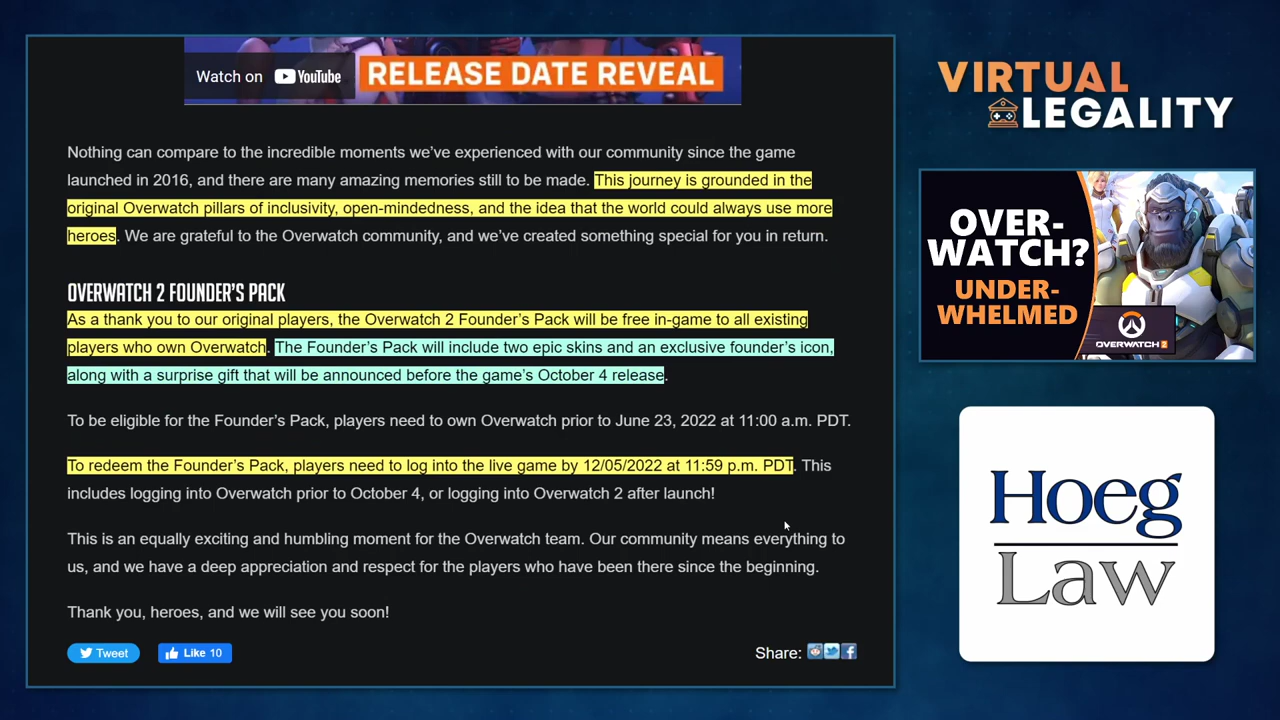 Watch on YouTube
RELEASE DATE REVEAL
Nothing can compare to the incredible moments we've experienced with our community since the game
launched in 2016, and there are many amazing memories still to be made. This journey is grounded in the
original Overwatch pillars of inclusivity, open-mindedness, and the idea that the world could always use more
heroes. We are grateful to the Overwatch community, and we've created something special for you in return.
OVERWATCH 2 FOUNDER'S PACK
As a thank you to our original players, the Overwatch 2 Founder's Pack will be free in-game to all existing
players who own Overwatch. The Founder's Pack will include two epic skins and an exclusive founder's icon,
along with a surprise gift that will be announced before the game's October 4 release.
To be eligible for the Founder's Pack, players need to own Overwatch prior to June 23, 2022 at 11:00 a.m. PDT.
To redeem the Founder's Pack, players need to log into the live game by 12/05/2022 at 11:59 p.m. PDT. This
includes logging into Overwatch prior to October 4, or logging into Overwatch 2 after launch!
This is an equally exciting and humbling moment for the Overwatch team. Our community means everything to
us, and we have a deep appreciation and respect for the players who have been there since the beginning.
Thank you, heroes, and we will see you soon!
Tweet
Like 10
Share:
VIRTUAL
LEGALITY
OVER-
WATCH?
UNDER-
WHELMED
OVERWATCH 2
Hoeg
Law